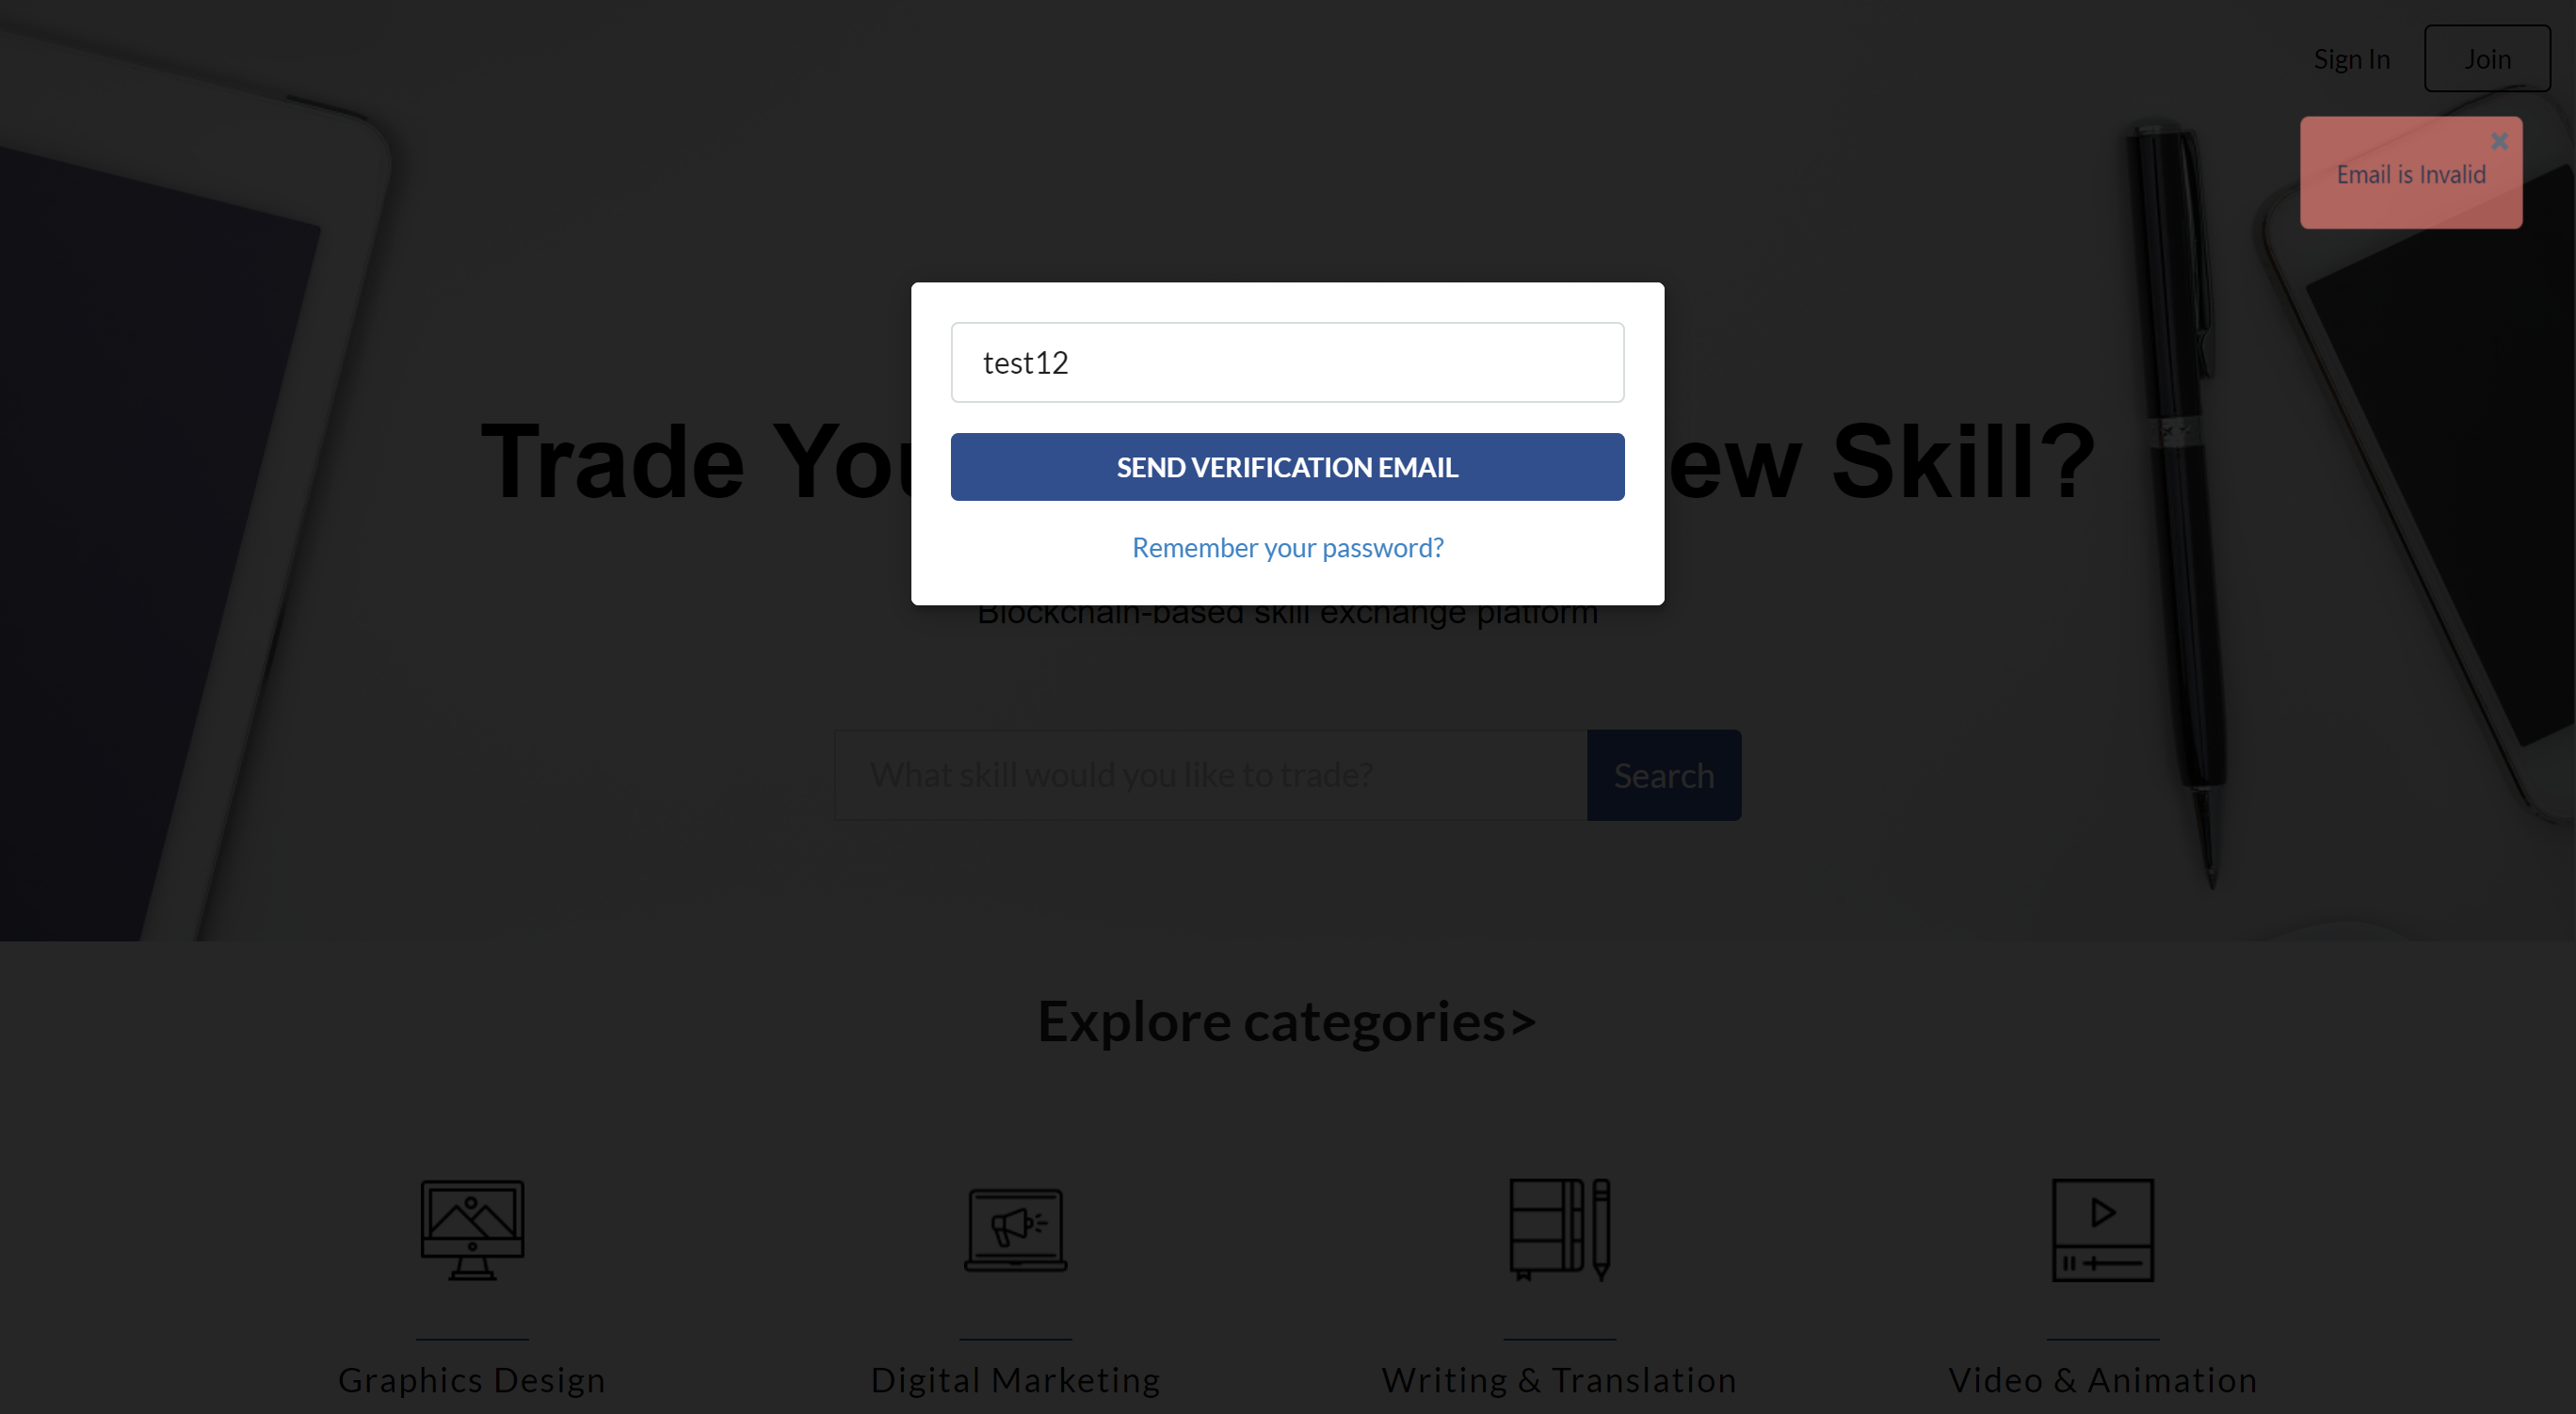 Sign In
Join
Email is Invalid
test12
SEND VERIFICATION EMAIL
Trade You ew Skill?
Remember your password?
Blockchain-based skill exchange platform
What skill would you like to trade?
Search
Explore categories>
Graphics Design
Digital Marketing
Writing & Translation
Video & Animation